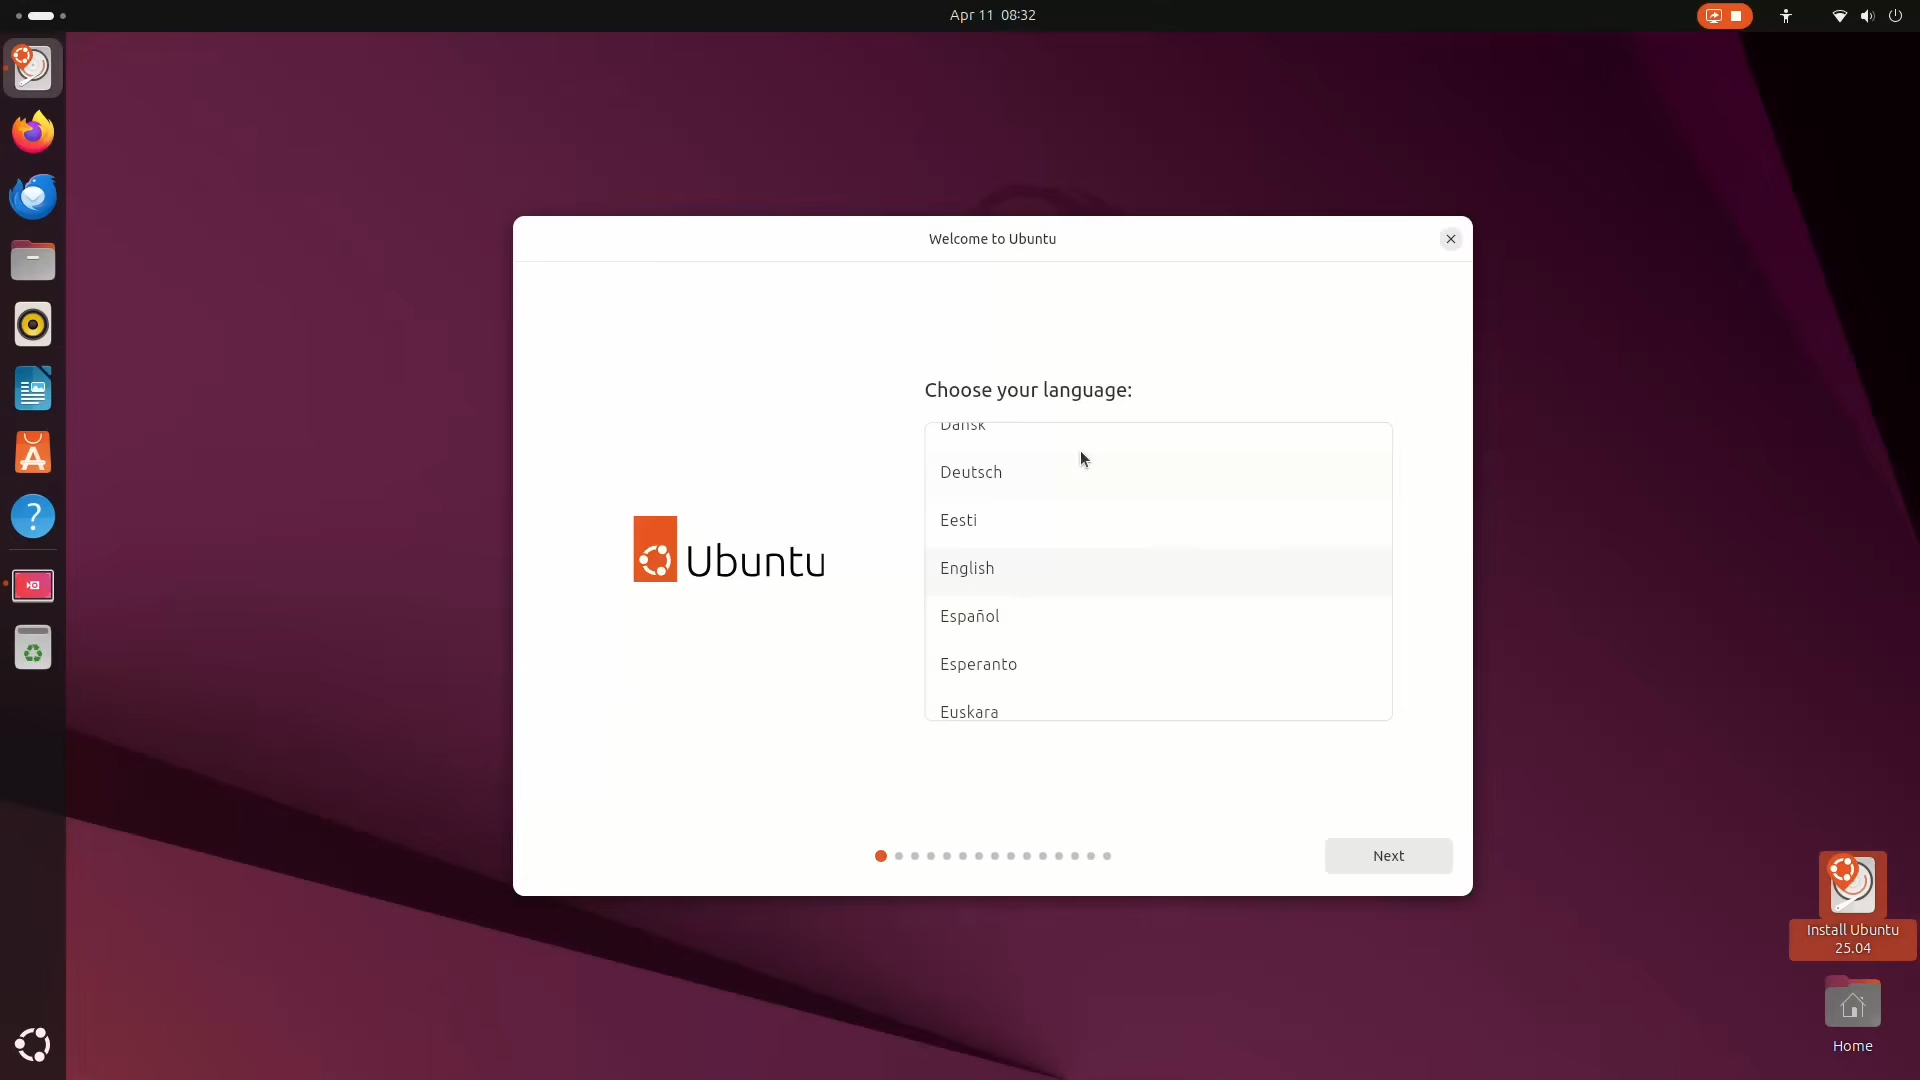 Apr 11 08:32
Welcome to Ubuntu
Choose your language:
Dansk
Deutsch
Eesti
English
Español
Esperanto
Euskara
Ubuntu
Next
Install Ubuntu
25.04
Home